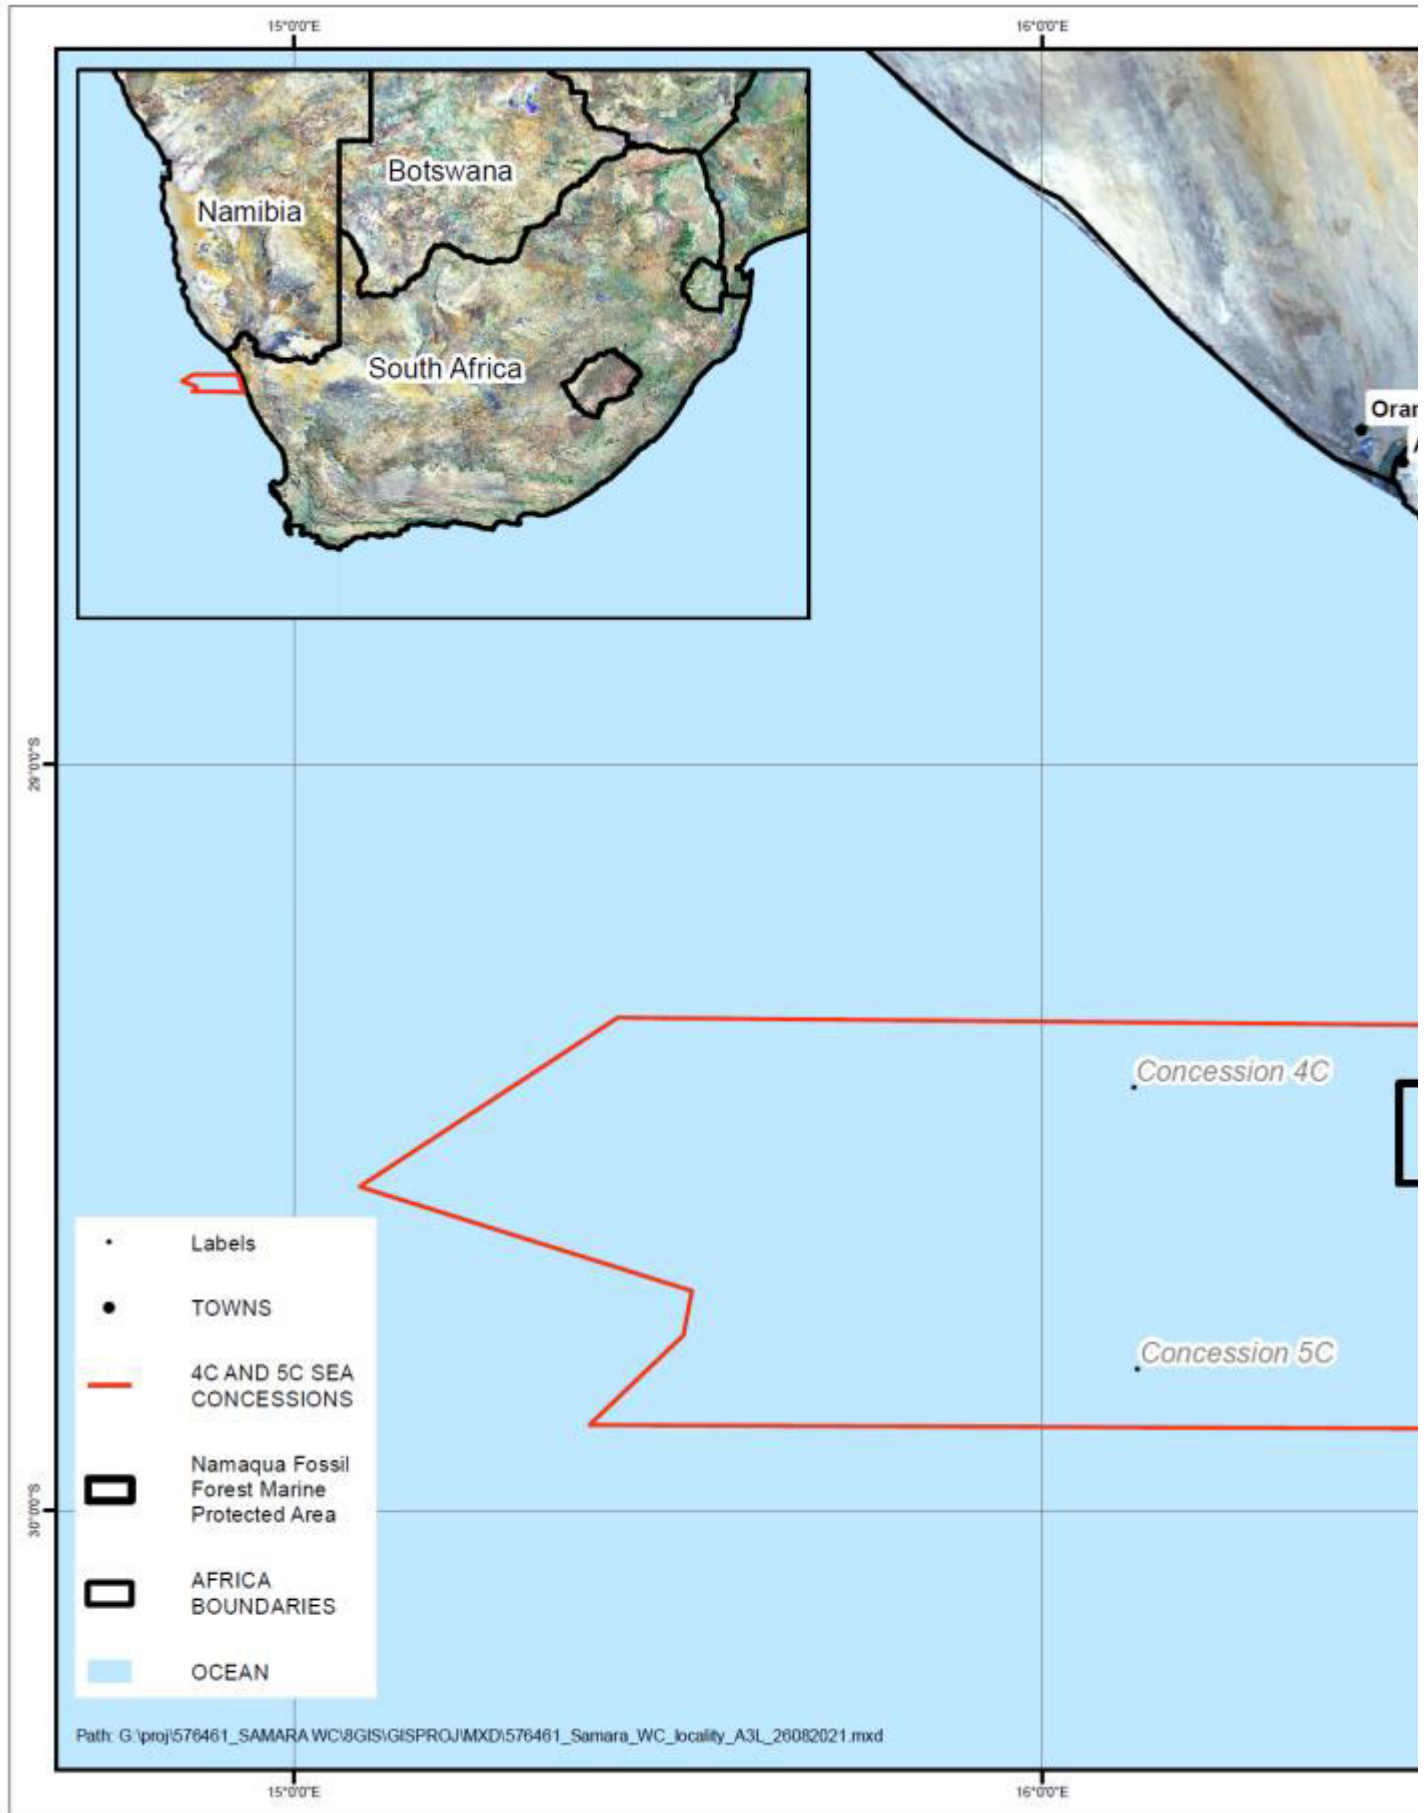 15°0'0"E
16°0'0"E
Botswana
Namibia
South Africa
Oran
29°0'0"S
Concession 4C
Labels
TOWNS
Concession 5C
4C AND 5C SEA
CONCESSIONS
Namaqua Fossil
Forest Marine
Protected Area
30°0'0"S
AFRICA
BOUNDARIES
OCEAN
Path: G:\proj\576461_SAMARA WC\8GIS\GISPROJ\MXD\576461_Samara_WC_locality_A3L_26082021.mxd
15°0'0"E
16°0'0"E